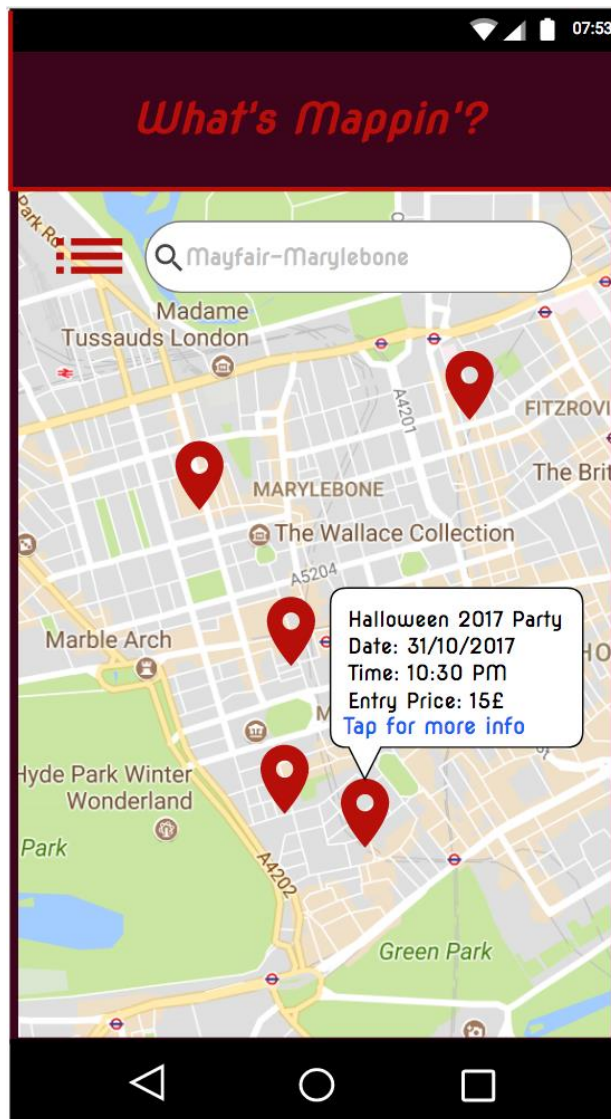 07:53
What's Mappin'?
Park Rd
Mayfair-Marylebone
Madame
Tussauds London
A4201
FITZROVI
MARYLEBONE
The Brit
The Wallace Collection
A5204
Halloween 2017 Party
Date: 31/10/2017
Time: 10:30 PM
Entry Price: 15£
Tap for more info
Marble Arch
HO
M
Hyde Park Winter
Wonderland
Park
A4202
Green Park